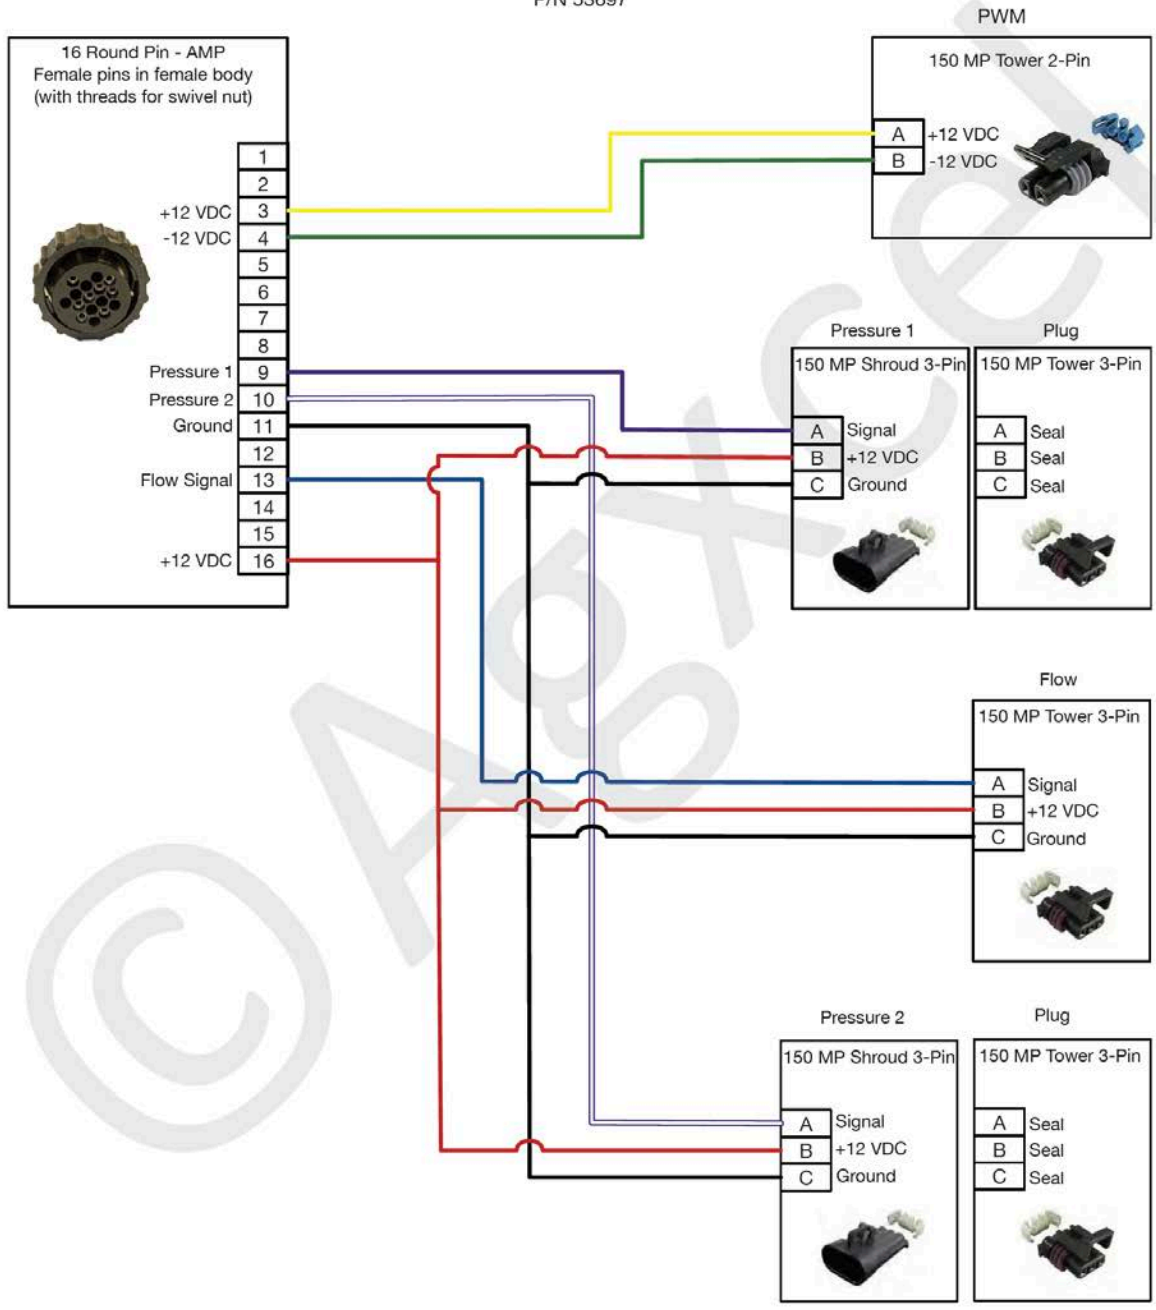 P/N 53697
PWM
16 Round Pin - AMP
Female pins in female body
(with threads for swivel nut)
1
2
+12 VDC 3
-12 VDC 4
5
6
7
8
Pressure 1 9
Pressure 2 10
Ground 11
12
Flow Signal 13
14
15
+12 VDC 16
150 MP Tower 2-Pin
A +12 VDC
B -12 VDC
Pressure 1
150 MP Shroud 3-Pin
A Signal
B +12 VDC
C Ground
Plug
150 MP Tower 3-Pin
A Seal
B Seal
C Seal
Flow
150 MP Tower 3-Pin
A Signal
B +12 VDC
C Ground
Pressure 2
150 MP Shroud 3-Pin
A Signal
B +12 VDC
C Ground
Plug
150 MP Tower 3-Pin
A Seal
B Seal
C Seal
©Agxcel